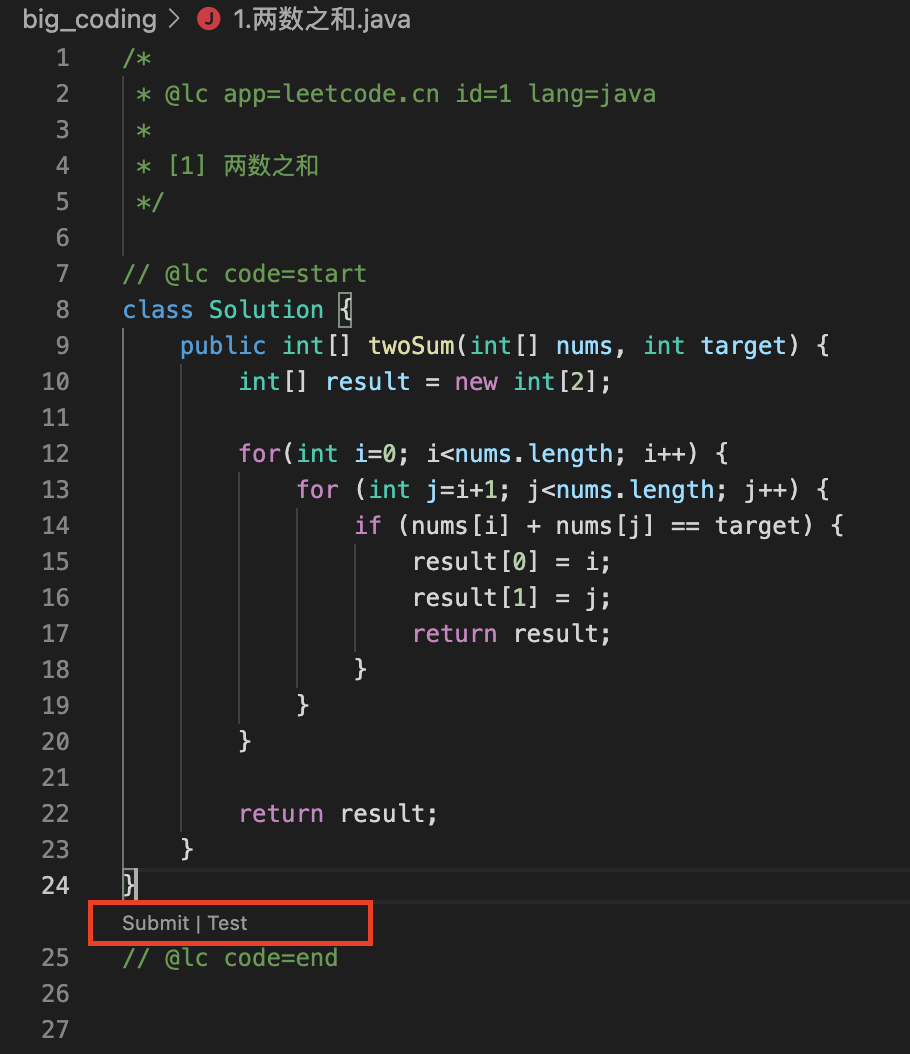 big_coding > J 1.两数之和.java
1 /*
2  * @lc app=leetcode.cn id=1 lang=java
3  *
4  * [1] 两数之和
5  */
6
7 // @lc code=start
8 class Solution {
9     public int[] twoSum(int[] nums, int target) {
10         int[] result = new int[2];
11
12         for(int i=0; i<nums.length; i++) {
13             for (int j=i+1; j<nums.length; j++) {
14                 if (nums[i] + nums[j] == target) {
15                     result[0] = i;
16                     result[1] = j;
17                     return result;
18                 }
19             }
20         }
21
22         return result;
23     }
24 }
Submit | Test
25 // @lc code=end
26
27